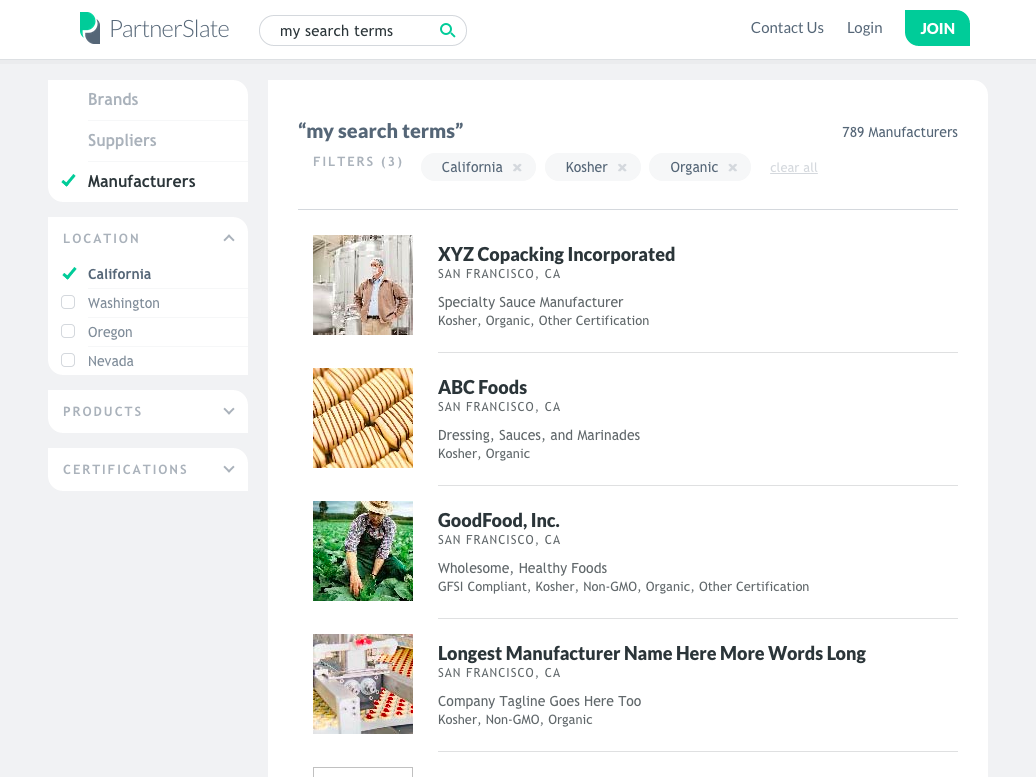 PartnerSlate
my search terms
Contact Us
Login
JOIN
Brands
Suppliers
Manufacturers
LOCATION
California
Washington
Oregon
Nevada
PRODUCTS
CERTIFICATIONS
“my search terms”
789 Manufacturers
FILTERS (3)
California
Kosher
Organic
clear all
XYZ Copacking Incorporated
SAN FRANCISCO, CA
Specialty Sauce Manufacturer
Kosher, Organic, Other Certification
ABC Foods
SAN FRANCISCO, CA
Dressing, Sauces, and Marinades
Kosher, Organic
GoodFood, Inc.
SAN FRANCISCO, CA
Wholesome, Healthy Foods
GFSI Compliant, Kosher, Non-GMO, Organic, Other Certification
Longest Manufacturer Name Here More Words Long
SAN FRANCISCO, CA
Company Tagline Goes Here Too
Kosher, Non-GMO, Organic